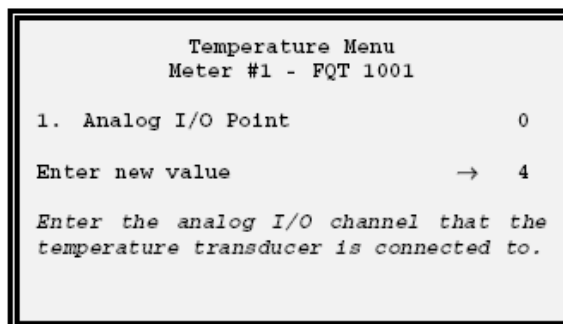 Temperature Menu
Meter #1 - FQT 1001
1. Analog I/O Point 0
Enter new value → 4
Enter the analog I/O channel that the
temperature transducer is connected to.